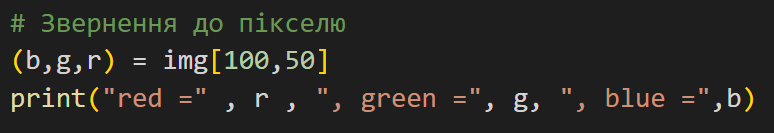 # Звернення до пікселю
(b,g,r) = img[100,50]
print("red =" , r , ", green =", g, ", blue =",b)